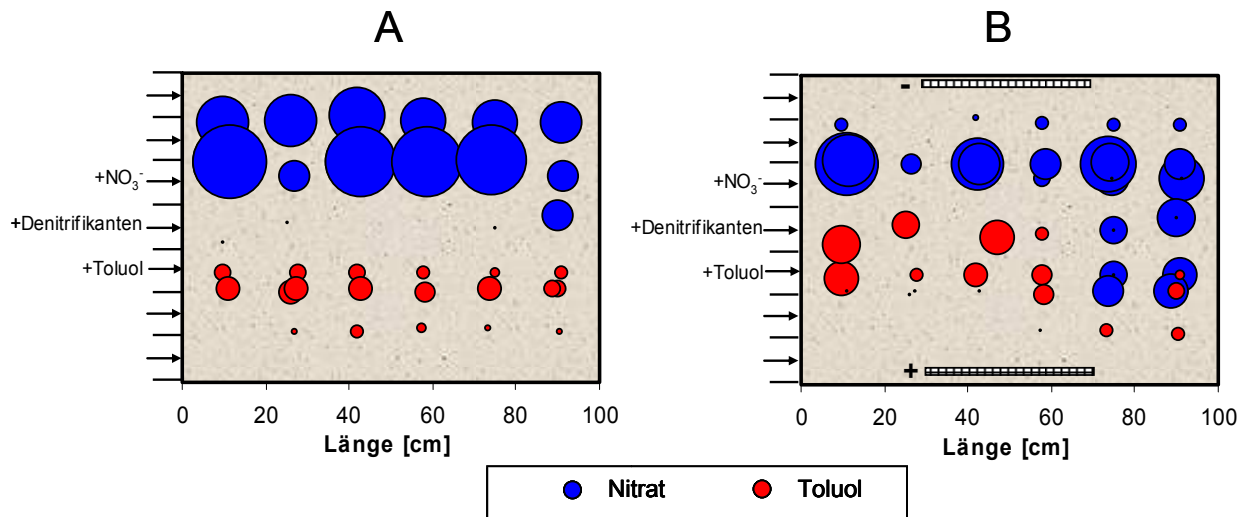 A
B
+NO₃⁻
+Denitrifikanten
+Toluol
0 20 40 60 80 100
Länge [cm]
-
+NO₃⁻
+Denitrifikanten
+Toluol
+
0 20 40 60 80 100
Länge [cm]
Nitrat Toluol